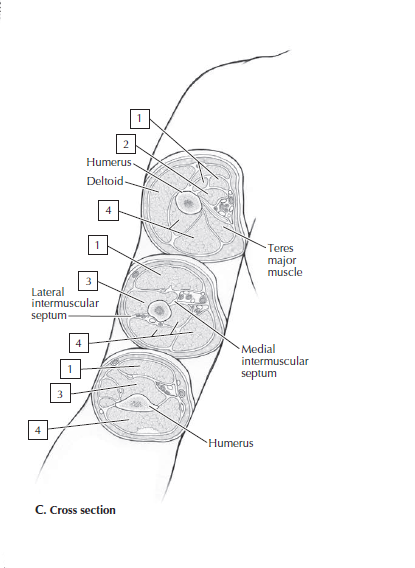 1
2
Humerus
Deltoid
4
Teres
major
muscle
1
3
Lateral
intermuscular
septum
4
Medial
intermuscular
septum
1
3
4
Humerus
C. Cross section